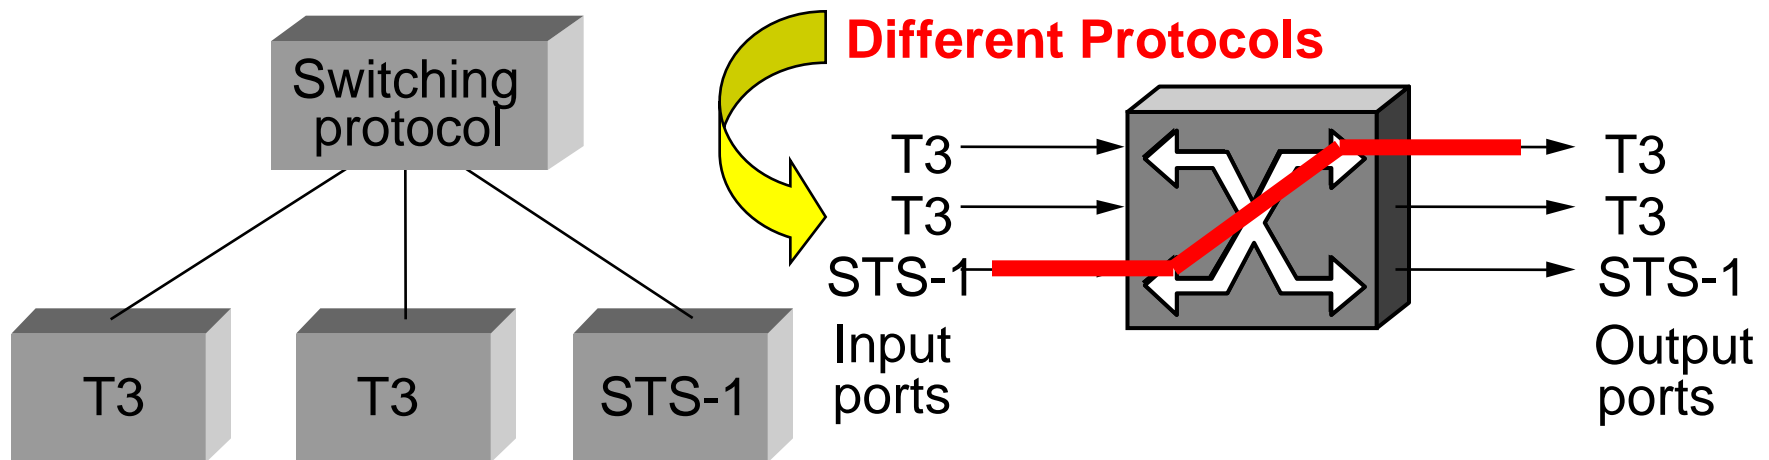 Switching
protocol
T3
T3
STS-1
Different Protocols
T3
T3
STS-1
Input
ports
T3
T3
STS-1
Output
ports